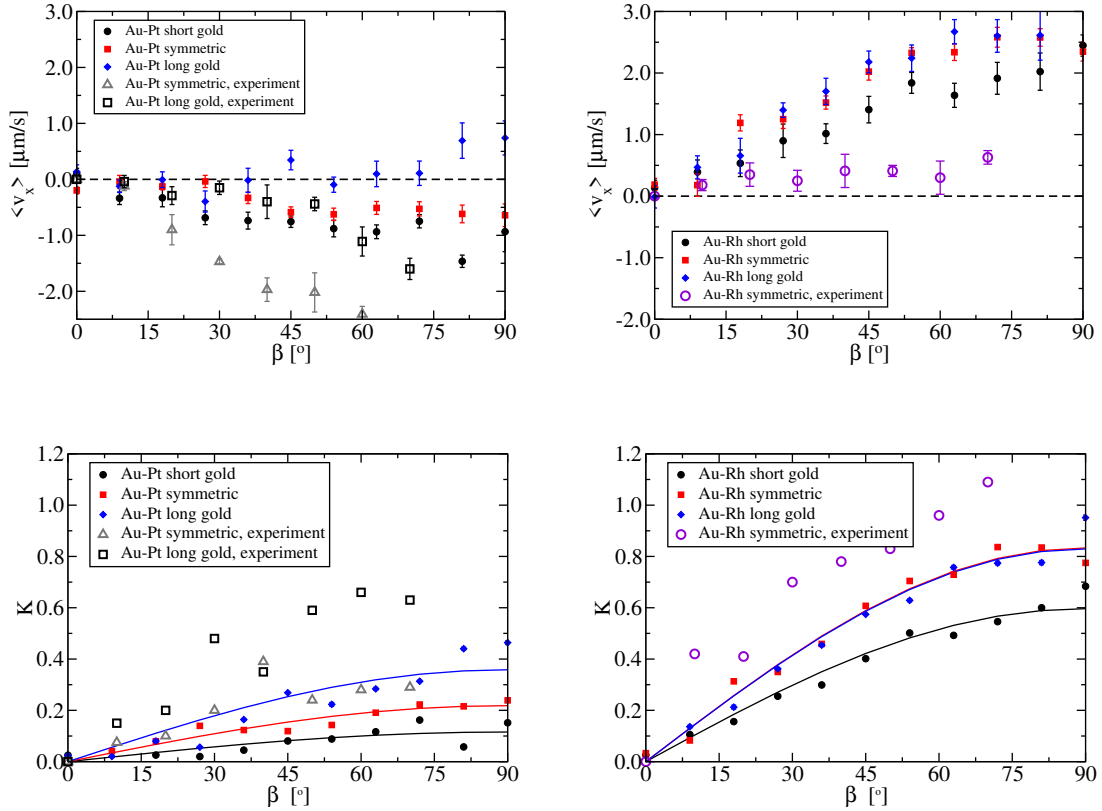 3.0
2.0
1.0
0.0
-1.0
-2.0
<v_x> [μm/s]
Au-Pt short gold
Au-Pt symmetric
Au-Pt long gold
Au-Pt symmetric, experiment
Au-Pt long gold, experiment
0 15 30 45 60 75 90
β [°]
3.0
2.0
1.0
0.0
-1.0
-2.0
<v_x> [μm/s]
Au-Rh short gold
Au-Rh symmetric
Au-Rh long gold
Au-Rh symmetric, experiment
0 15 30 45 60 75 90
β [°]
1.2
1.0
0.8
0.6
0.4
0.2
0.0
K
Au-Pt short gold
Au-Pt symmetric
Au-Pt long gold
Au-Pt symmetric, experiment
Au-Pt long gold, experiment
0 15 30 45 60 75 90
β [°]
1.2
1.0
0.8
0.6
0.4
0.2
0.0
K
Au-Rh short gold
Au-Rh symmetric
Au-Rh long gold
Au-Rh symmetric, experiment
0 15 30 45 60 75 90
β [°]